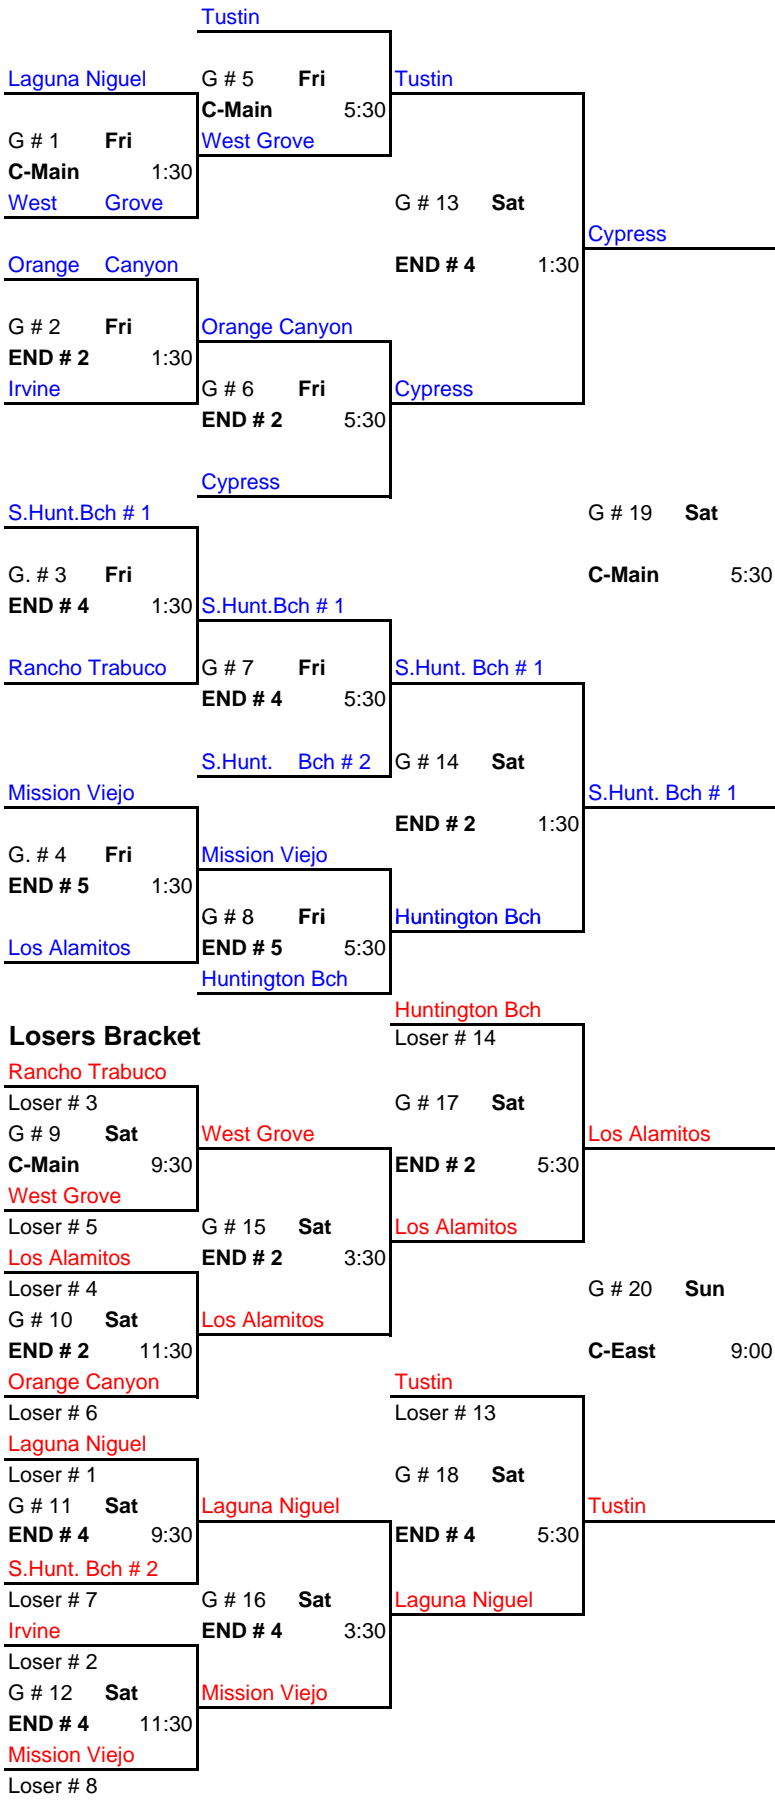 Tustin
Laguna Niguel G # 5 Fri Tustin
C-Main 5:30
G # 1 Fri West Grove
C-Main 1:30
West Grove G # 13 Sat
Cypress
Orange Canyon END # 4 1:30
G # 2 Fri Orange Canyon
END # 2 1:30
Irvine G # 6 Fri Cypress
END # 2 5:30
Cypress
S.Hunt.Bch # 1 G # 19 Sat
G. # 3 Fri C-Main 5:30
END # 4 1:30 S.Hunt.Bch # 1
Rancho Trabuco G # 7 Fri S.Hunt. Bch # 1
END # 4 5:30
S.Hunt. Bch # 2 G # 14 Sat
Mission Viejo S.Hunt. Bch # 1
END # 2 1:30
G. # 4 Fri Mission Viejo
END # 5 1:30
G # 8 Fri Huntington Bch
Los Alamitos END # 5 5:30
Huntington Bch
Huntington Bch
Losers Bracket Loser # 14
Rancho Trabuco
Loser # 3 G # 17 Sat
G # 9 Sat West Grove Los Alamitos
C-Main 9:30 END # 2 5:30
West Grove
Loser # 5 G # 15 Sat Los Alamitos
Los Alamitos END # 2 3:30
Loser # 4 G # 20 Sun
G # 10 Sat Los Alamitos
END # 2 11:30 C-East 9:00
Orange Canyon Tustin
Loser # 6 Loser # 13
Laguna Niguel
Loser # 1 G # 18 Sat
G # 11 Sat Laguna Niguel Tustin
END # 4 9:30 END # 4 5:30
S.Hunt. Bch # 2
Loser # 7 G # 16 Sat Laguna Niguel
Irvine END # 4 3:30
Loser # 2
G # 12 Sat Mission Viejo
END # 4 11:30
Mission Viejo
Loser # 8